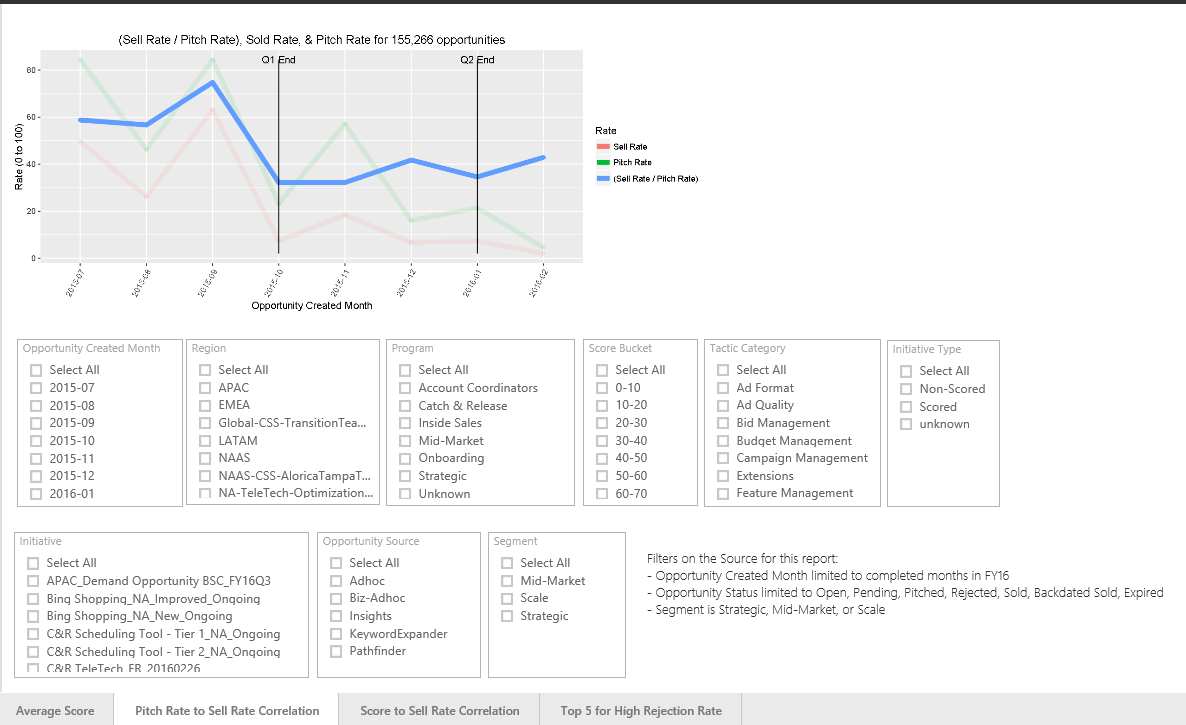 (Sell Rate / Pitch Rate), Sold Rate, & Pitch Rate for 155,266 opportunities
Q1 End
Q2 End
80
60
40
20
0
Rate (0 to 100)
2015-07
2015-08
2015-09
2015-10
2015-11
2015-12
2016-01
2016-02
Opportunity Created Month
Rate
Sell Rate
Pitch Rate
(Sell Rate / Pitch Rate)
Opportunity Created Month
Select All
2015-07
2015-08
2015-09
2015-10
2015-11
2015-12
2016-01
Region
Select All
APAC
EMEA
Global-CSS-TransitionTea...
LATAM
NAAS
NAAS-CSS-AloricaTampaT...
NA-TeleTech-Optimization...
Program
Select All
Account Coordinators
Catch & Release
Inside Sales
Mid-Market
Onboarding
Strategic
Unknown
Score Bucket
Select All
0-10
10-20
20-30
30-40
40-50
50-60
60-70
Tactic Category
Select All
Ad Format
Ad Quality
Bid Management
Budget Management
Campaign Management
Extensions
Feature Management
Initiative Type
Select All
Non-Scored
Scored
unknown
Initiative
Select All
APAC_Demand Opportunity BSC_FY16Q3
Bing Shopping_NA_Improved_Ongoing
Bing Shopping_NA_New_Ongoing
C&R Scheduling Tool - Tier 1_NA_Ongoing
C&R Scheduling Tool - Tier 2_NA_Ongoing
C&R TeleTech_FR_20160226
Opportunity Source
Select All
Adhoc
Biz-Adhoc
Insights
KeywordExpander
Pathfinder
Segment
Select All
Mid-Market
Scale
Strategic
Filters on the Source for this report:
- Opportunity Created Month limited to completed months in FY16
- Opportunity Status limited to Open, Pending, Pitched, Rejected, Sold, Backdated Sold, Expired
- Segment is Strategic, Mid-Market, or Scale
Average Score
Pitch Rate to Sell Rate Correlation
Score to Sell Rate Correlation
Top 5 for High Rejection Rate